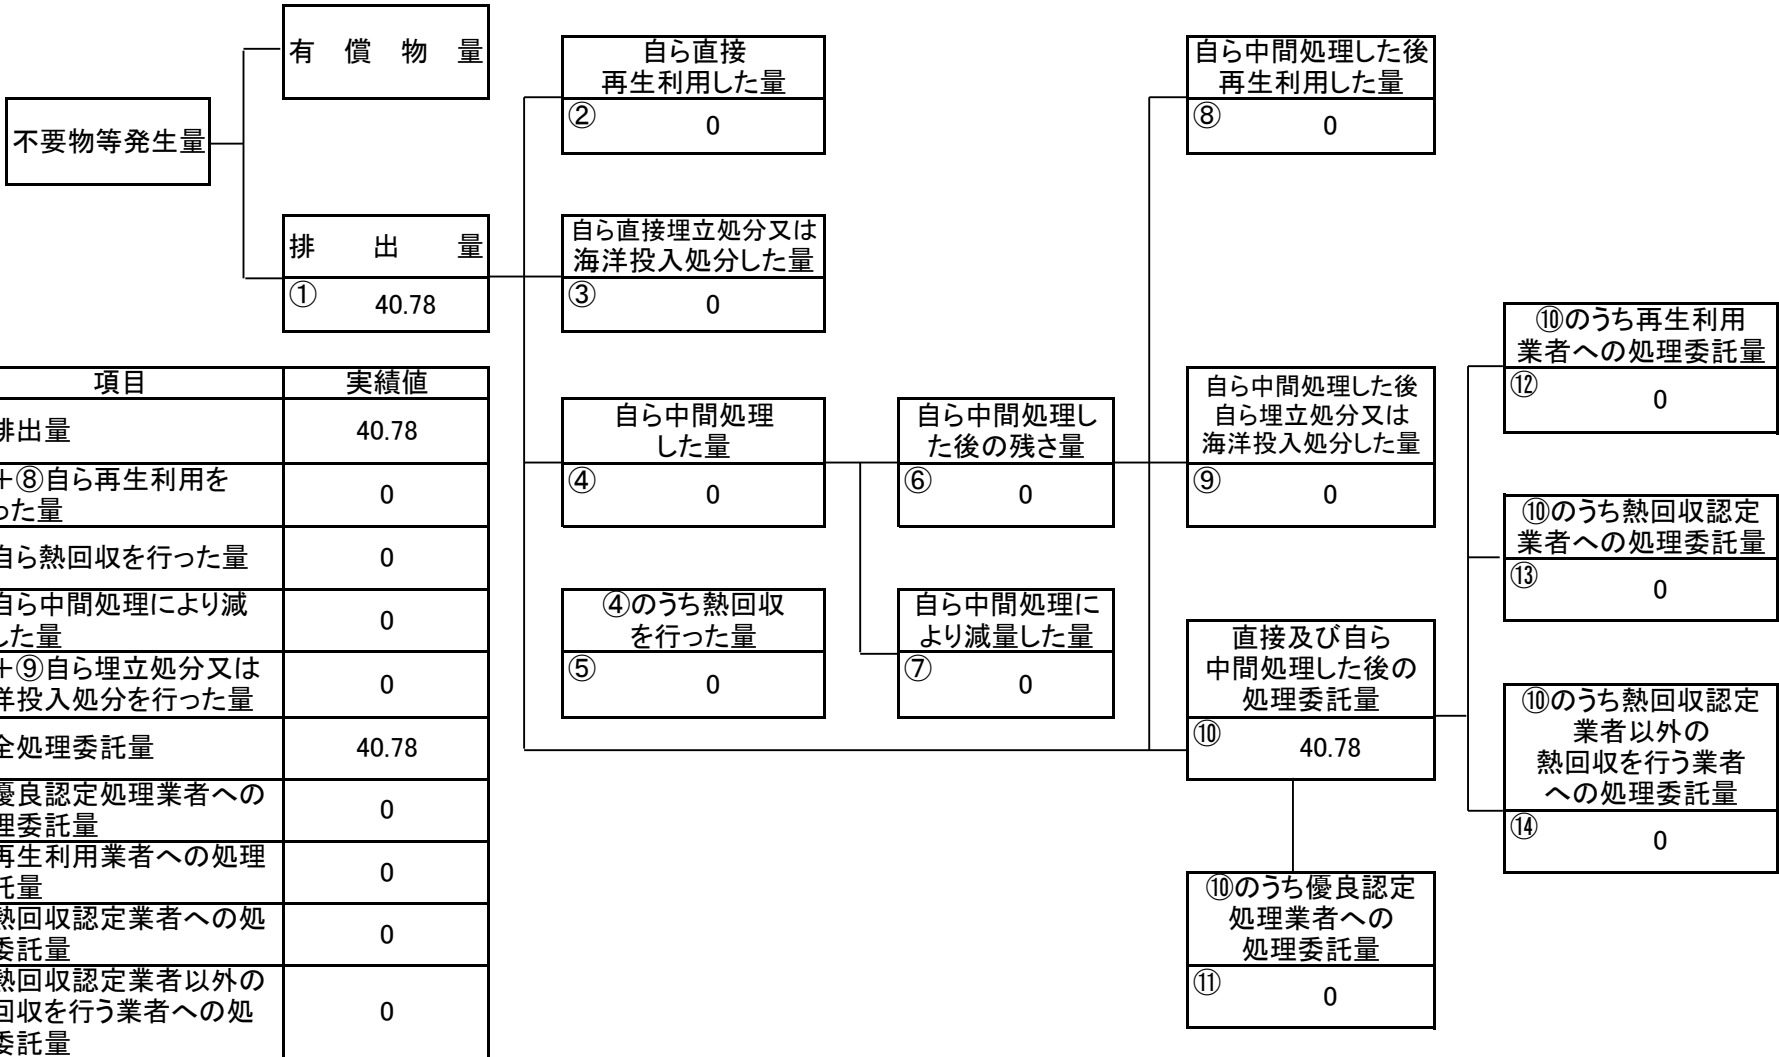 有償物量
不要物等発生量
排出量
① 40.78
自ら直接
再生利用した量
② 0
自ら直接埋立処分又は
海洋投入処分した量
③ 0
自ら中間処理
した量
④ 0
④のうち熱回収
を行った量
⑤ 0
自ら中間処理し
た後の残さ量
⑥ 0
自ら中間処理に
より減量した量
⑦ 0
自ら中間処理した後
再生利用した量
⑧ 0
自ら中間処理した後
自ら埋立処分又は
海洋投入処分した量
⑨ 0
直接及び自ら
中間処理した後の
処理委託量
⑩ 40.78
⑩のうち優良認定
処理業者への
処理委託量
⑪ 0
⑩のうち再生利用
業者への処理委託量
⑫ 0
⑩のうち熱回収認定
業者への処理委託量
⑬ 0
⑩のうち熱回収認定
業者以外の
熱回収を行う業者
への処理委託量
⑭ 0
項目 実績値
排出量 40.78
+⑧自ら再生利用を
った量 0
自ら熱回収を行った量 0
自ら中間処理により減
した量 0
+⑨自ら埋立処分又は
洋投入処分を行った量 0
全処理委託量 40.78
優良認定処理業者への
理委託量 0
再生利用業者への処理
託量 0
熱回収認定業者への処
委託量 0
熱回収認定業者以外の
回収を行う業者への処
委託量 0